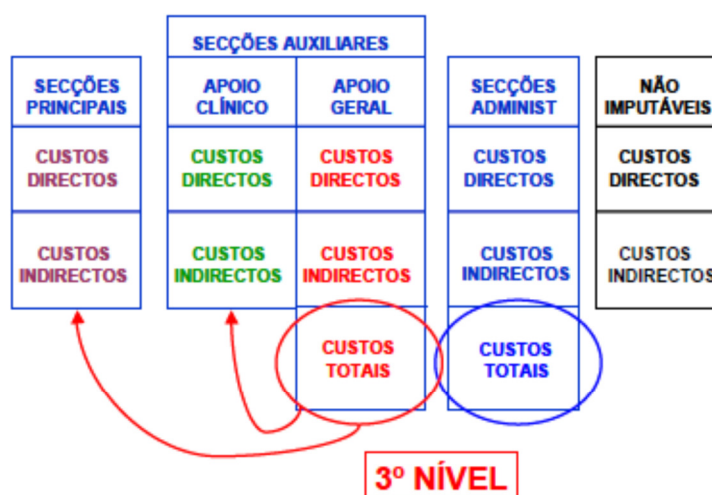 SECÇÕES AUXILIARES
SECÇÕES
PRINCIPAIS
APOIO
CLÍNICO
APOIO
GERAL
SECÇÕES
ADMINIST
NÃO
IMPUTÁVEIS
CUSTOS
DIRECTOS
CUSTOS
DIRECTOS
CUSTOS
DIRECTOS
CUSTOS
DIRECTOS
CUSTOS
DIRECTOS
CUSTOS
INDIRECTOS
CUSTOS
INDIRECTOS
CUSTOS
INDIRECTOS
CUSTOS
INDIRECTOS
CUSTOS
INDIRECTOS
CUSTOS
TOTAIS
CUSTOS
TOTAIS
3º NÍVEL